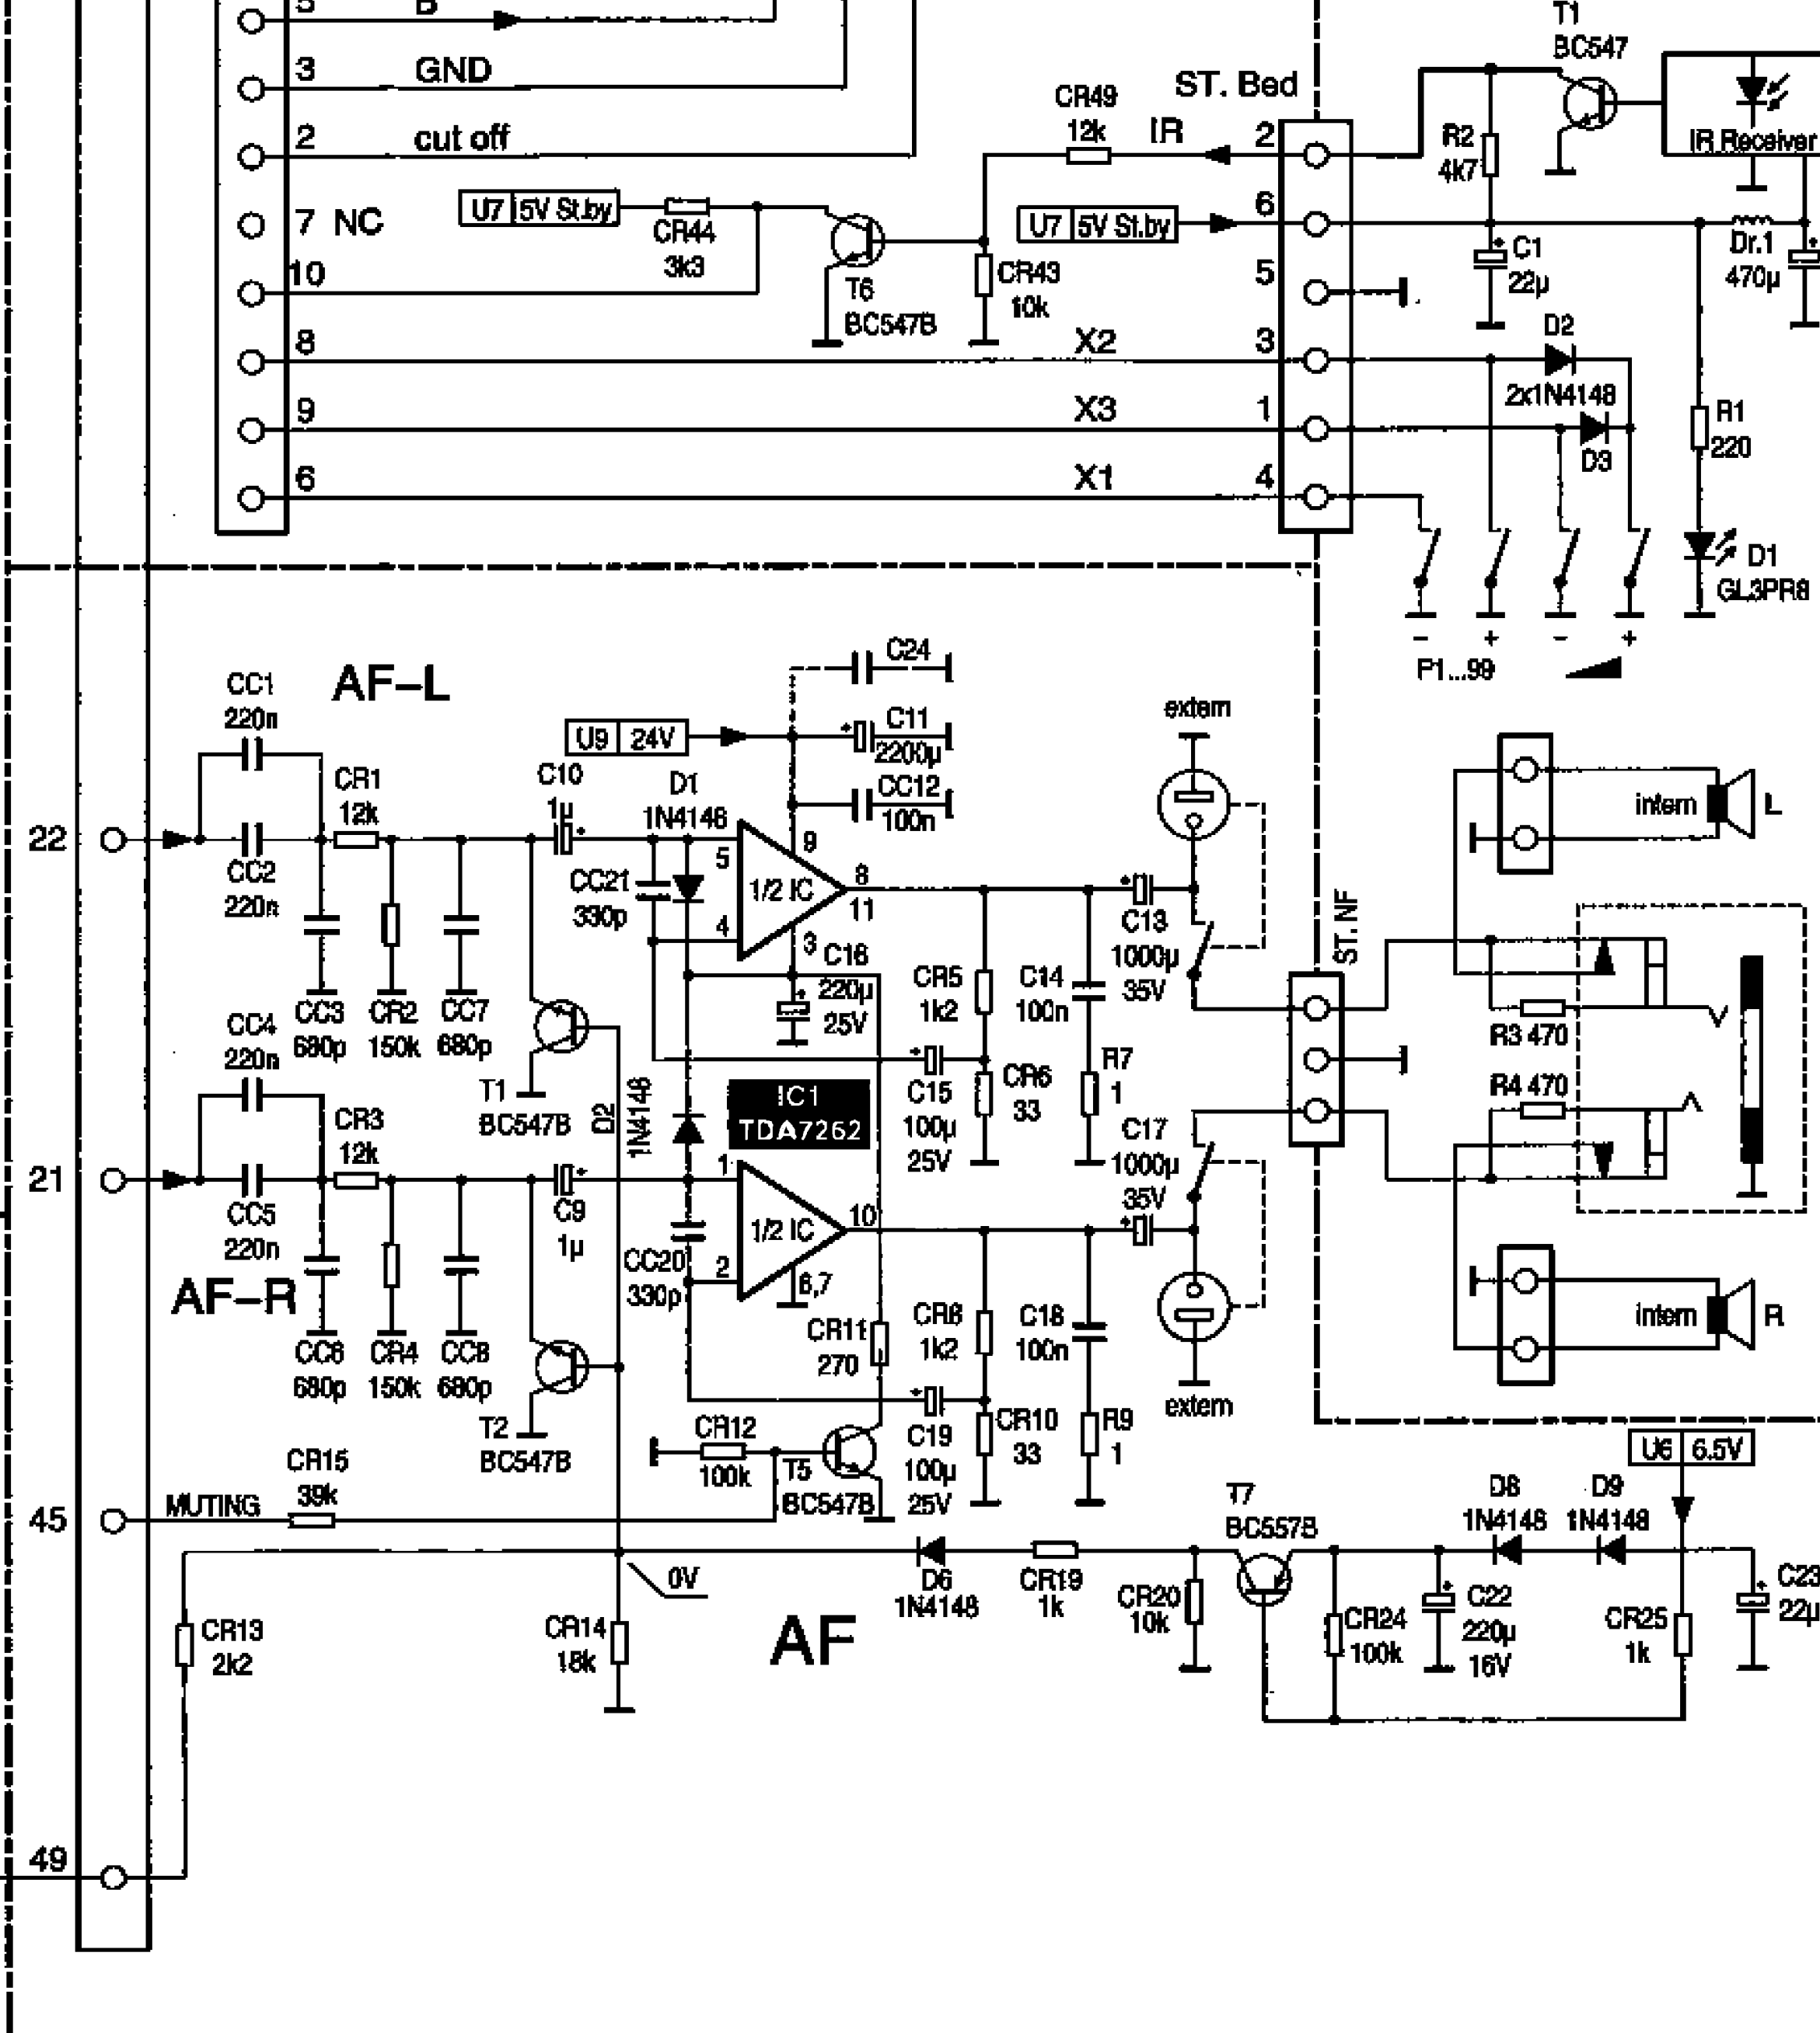 5 B
T1
BC547
3 GND
ST. Bed
CR49
12k
IR
2
2 cut off
R2
4k7
IR Receiver
7 NC
U7 5V St.by
CR44
3k3
U7 5V St.by
6
10
T6
BC547B
CR43
10k
5
C1
22µ
Dr.1
470µ
8
X2
3
D2
2x1N4148
9
X3
1
D3
R1
220
6
X1
4
D1
GL3PR8
- + - +
P1...99
AF-L
C24
CC1
220n
U9 24V
C11
2200µ
extern
CR1
12k
C10
1µ
D1
1N4148
CC12
100n
intern
L
22
CC2
220n
CC21
330p
5
9
1/2 IC
8
11
4
3
C13
1000µ
35V
ST. NF
C16
220µ
25V
CR5
1k2
C14
100n
CC3
680p
CR2
150k
CC7
680p
R3 470
CC4
220n
T1
BC547B
D2
1N4148
IC1
TDA7262
C15
100µ
25V
CR6
33
R7
1
R4 470
CR3
12k
C17
1000µ
35V
21
CC5
220n
C9
1µ
CC20
330p
1
1/2 IC
10
2
6,7
AF-R
CR11
270
CR8
1k2
C18
100n
intern
R
CC6
680p
CR4
150k
CC8
680p
extern
T2
BC547B
CR12
100k
T5
BC547B
C19
100µ
25V
CR10
33
R9
1
U6 6.5V
CR15
39k
45
MUTING
T7
BC557B
D8
1N4148
D9
1N4148
0V
D6
1N4148
CR19
1k
CR20
10k
CR24
100k
C22
220µ
16V
CR25
1k
C23
22µ
CR13
2k2
CR14
18k
AF
49